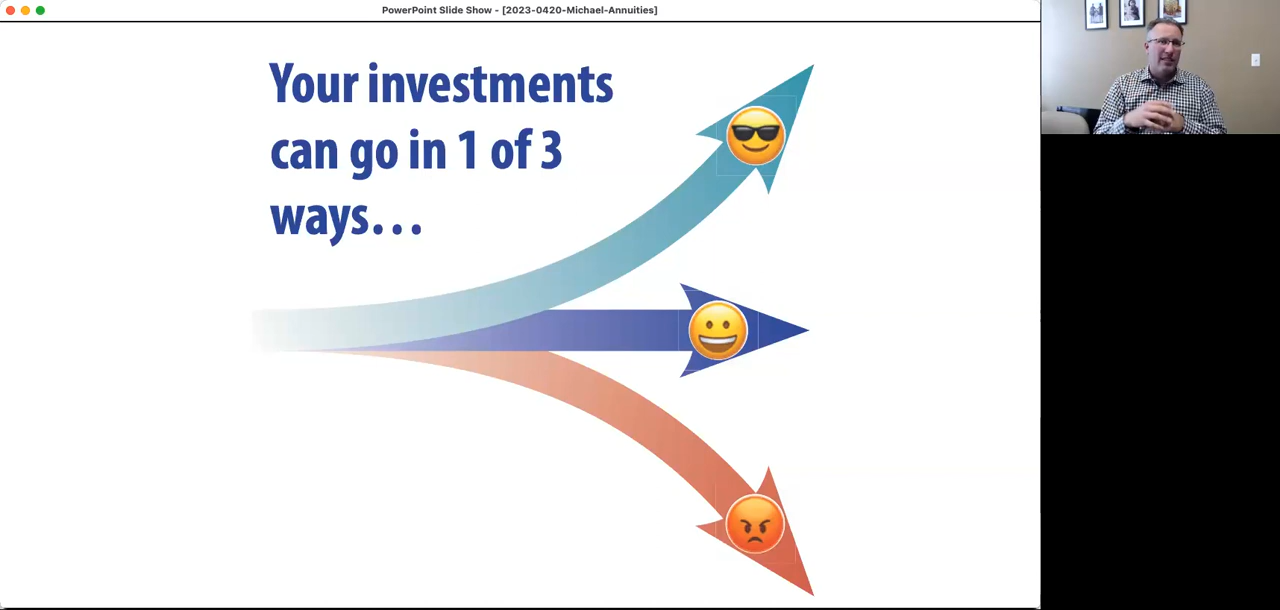 PowerPoint Slide Show - [2023-0420-Michael-Annuities]
Your investments
can go in 1 of 3
ways…